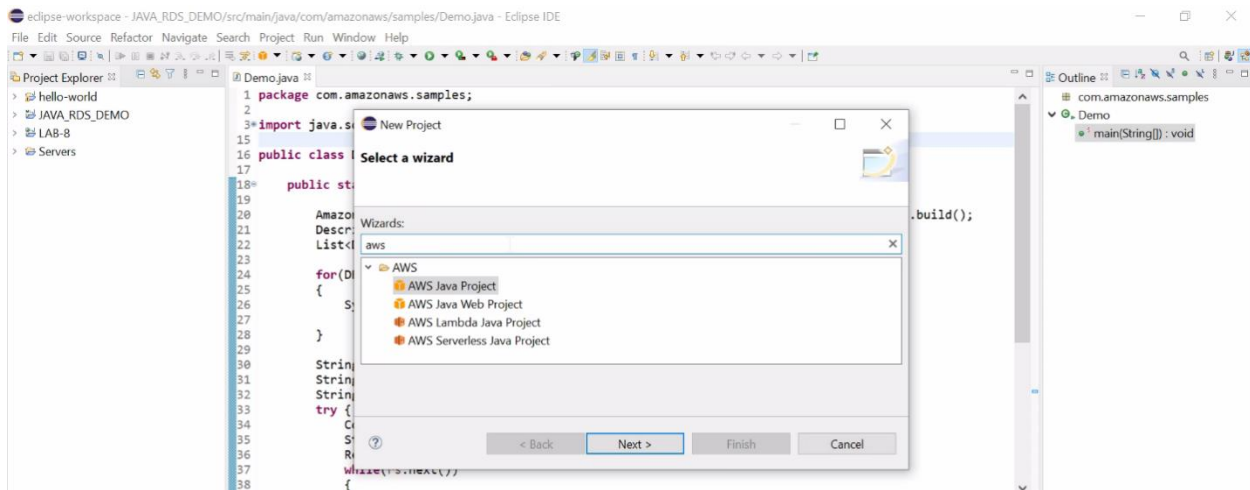 eclipse-workspace - JAVA_RDS_DEMO/src/main/java/com/amazonaws/samples/Demo.java - Eclipse IDE
File Edit Source Refactor Navigate Search Project Run Window Help
Project Explorer
hello-world
JAVA_RDS_DEMO
LAB-8
Servers
Demo.java
1 package com.amazonaws.samples;
2
3 import java.s
15
16 public class
17
18 public sta
19
20 Amazo .build();
21 Descr
22 List<
23
24 for(D
25 {
26 S
27
28 }
29
30 Strin
31 Strin
32 Strin
33 try {
34 C
35 S
36 R
37 while(rs.next())
38 {
New Project
Select a wizard
Wizards:
aws
AWS
AWS Java Project
AWS Java Web Project
AWS Lambda Java Project
AWS Serverless Java Project
< Back Next > Finish Cancel
Outline
com.amazonaws.samples
Demo
main(String[]) : void